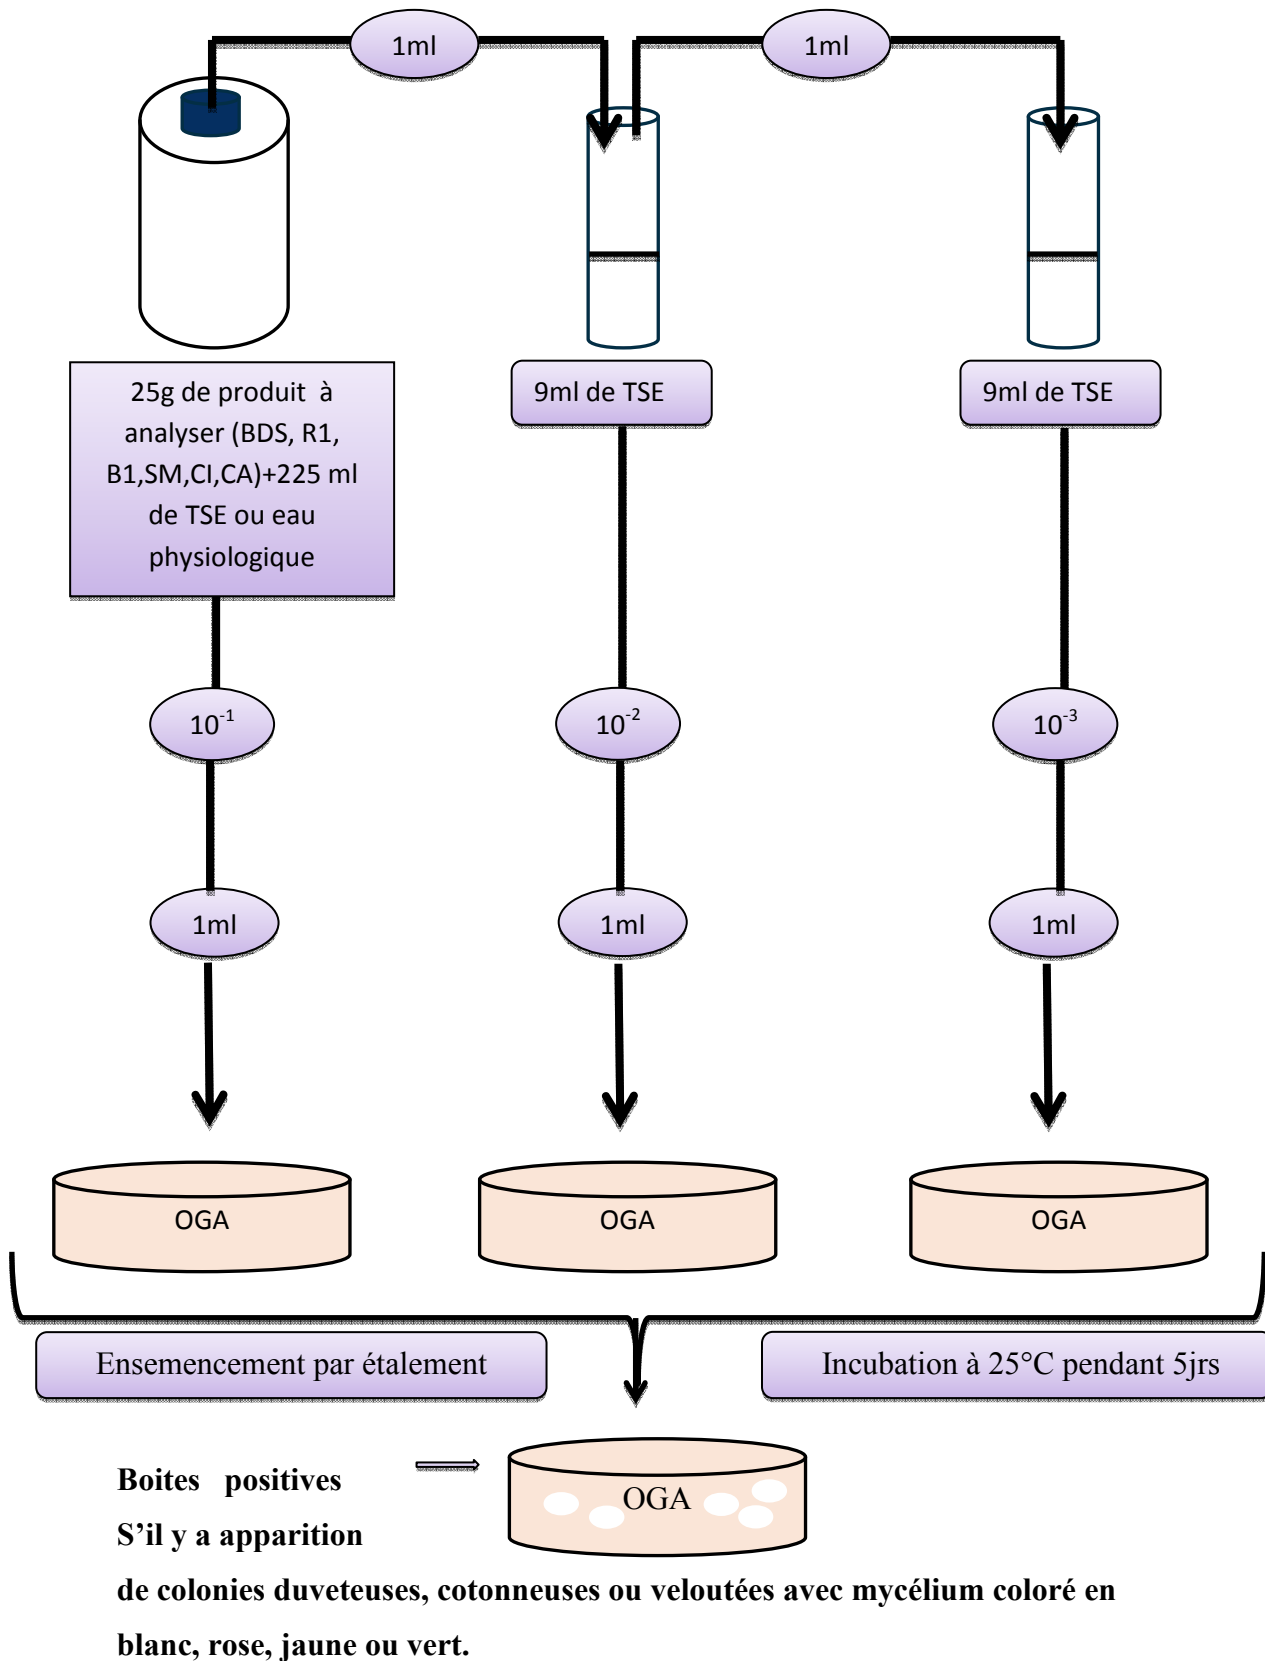 1ml
1ml
25g de produit à
analyser (BDS, R1,
B1,SM,CI,CA)+225 ml
de TSE ou eau
physiologique
9ml de TSE
9ml de TSE
10-1
10-2
10-3
1ml
1ml
1ml
OGA
OGA
OGA
Ensemencement par étalement
Incubation à 25°C pendant 5jrs
OGA
Boites positives
S’il y a apparition
de colonies duveteuses, cotonneuses ou veloutées avec mycélium coloré en
blanc, rose, jaune ou vert.